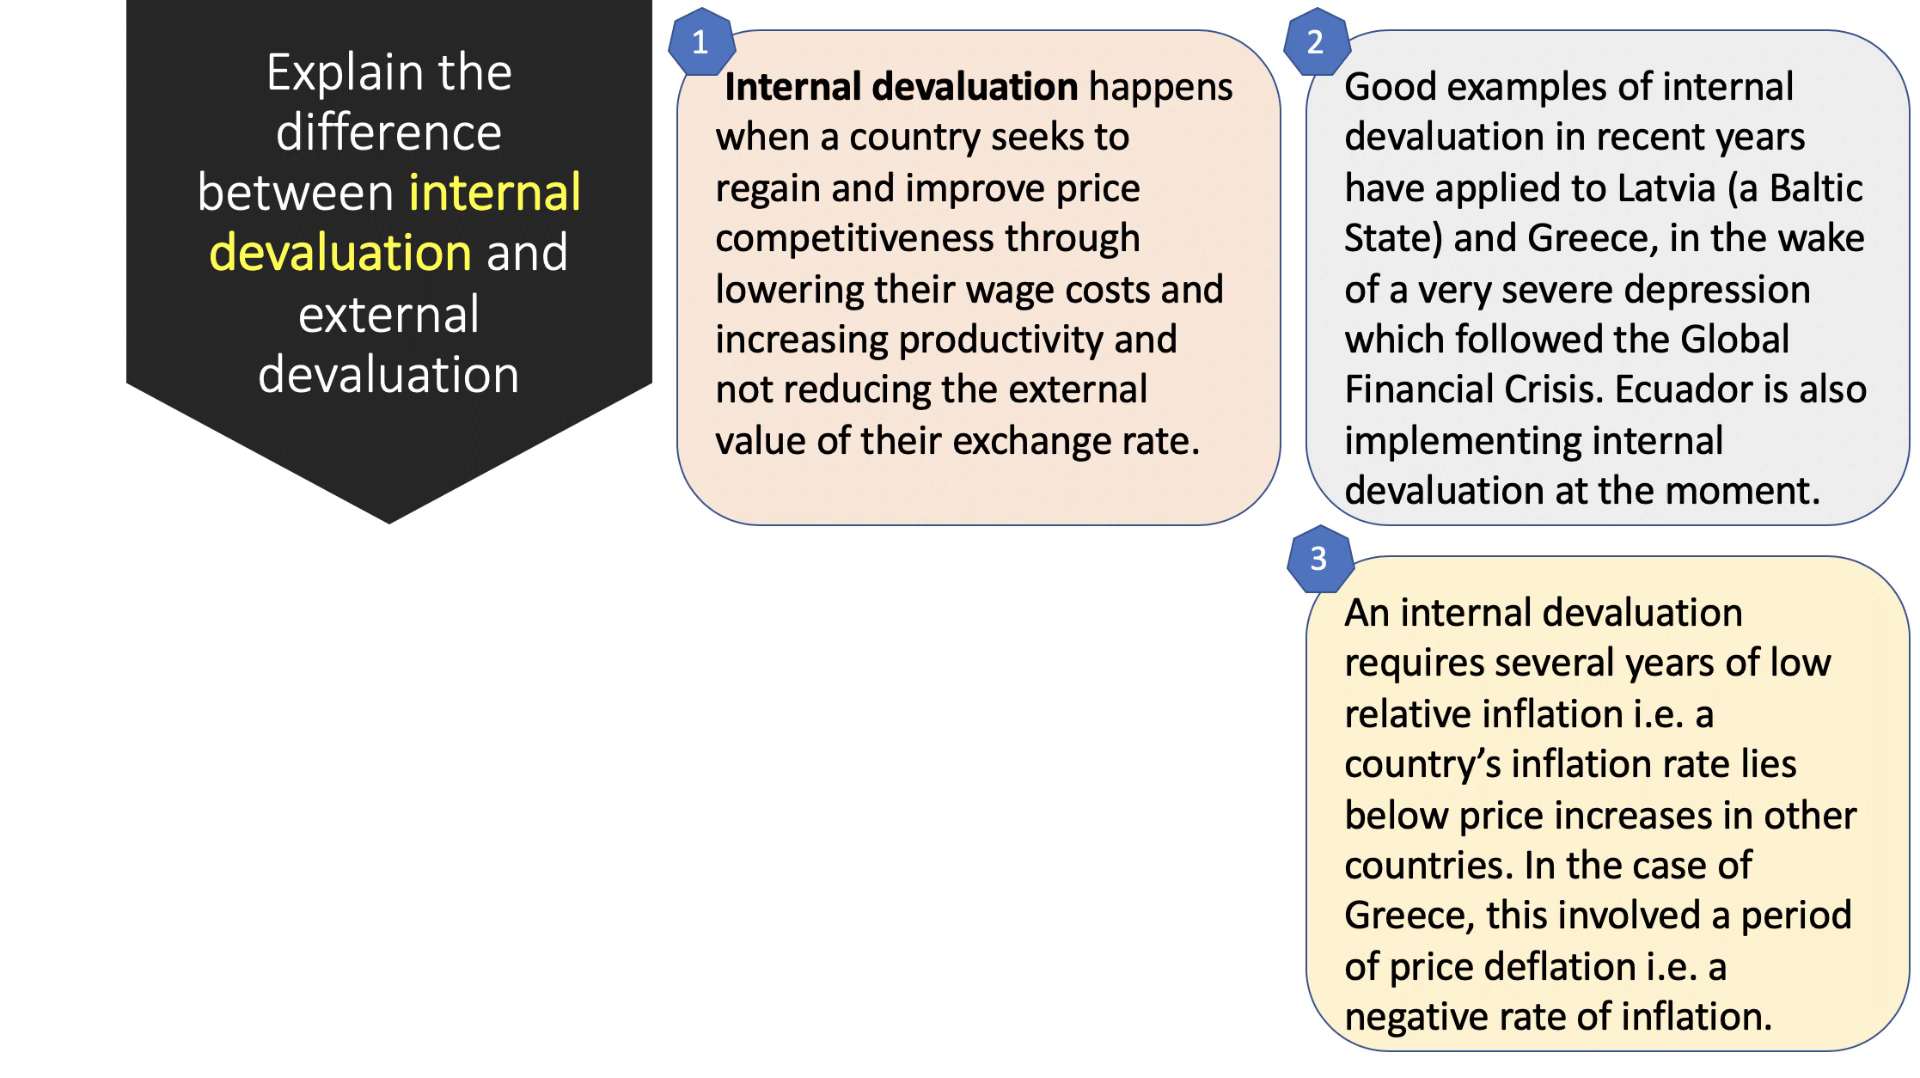 Explain the
difference
between internal
devaluation and
external
devaluation
1
Internal devaluation happens
when a country seeks to
regain and improve price
competitiveness through
lowering their wage costs and
increasing productivity and
not reducing the external
value of their exchange rate.
2
Good examples of internal
devaluation in recent years
have applied to Latvia (a Baltic
State) and Greece, in the wake
of a very severe depression
which followed the Global
Financial Crisis. Ecuador is also
implementing internal
devaluation at the moment.
3
An internal devaluation
requires several years of low
relative inflation i.e. a
country’s inflation rate lies
below price increases in other
countries. In the case of
Greece, this involved a period
of price deflation i.e. a
negative rate of inflation.